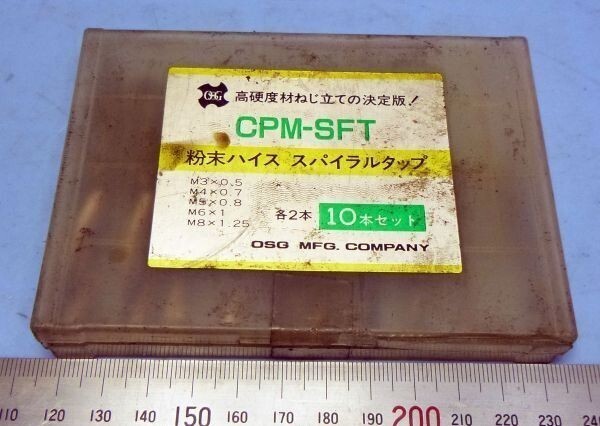 OSG 高硬度材ねじ立ての決定版!
CPM-SFT
粉末ハイス スパイラルタップ
M3×0.5
M4×0.7
M5×0.8
M6×1
M8×1.25
各2本 10本セット
OSG MFG. COMPANY
110 120 130 140 150 160 170 180 190 200 210 220 230 240